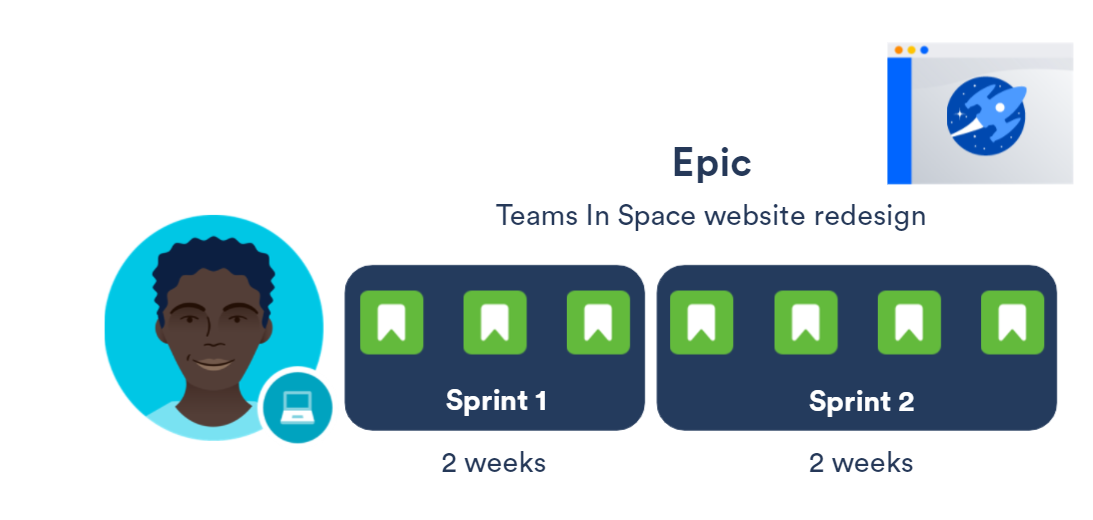 Epic
Teams In Space website redesign
Sprint 1
Sprint 2
2 weeks
2 weeks